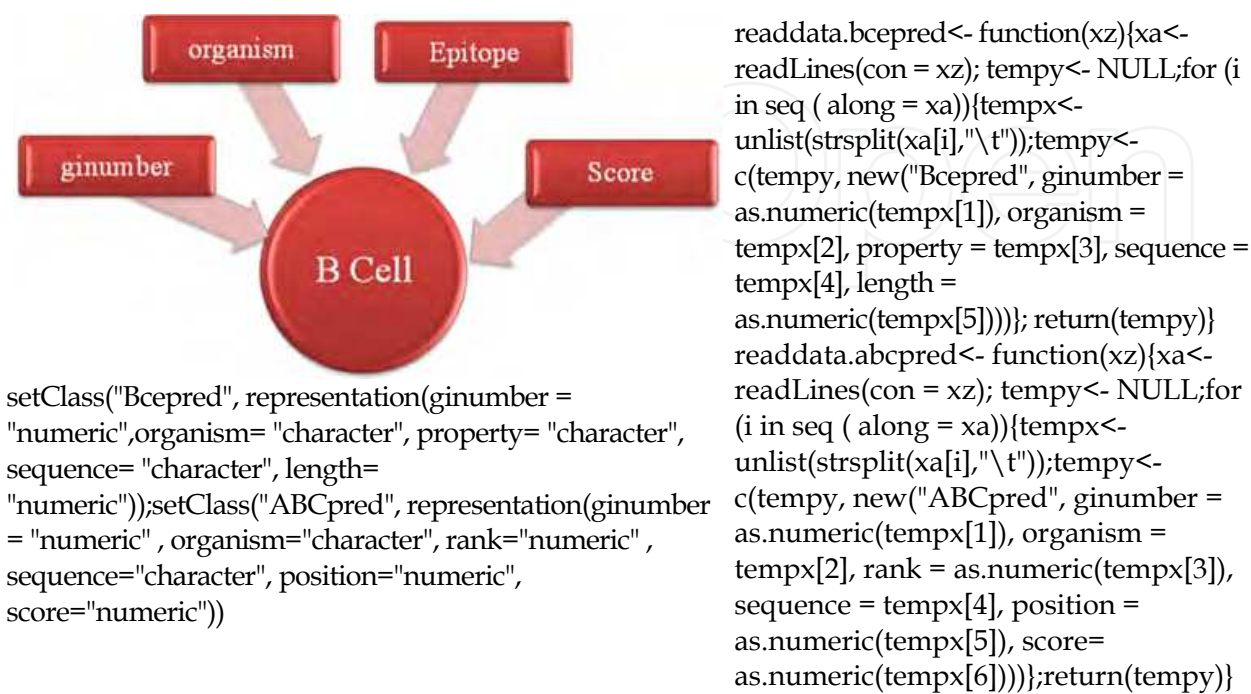 organism
Epitope
ginumber
Score
B Cell
setClass("Bcepred", representation(ginumber =
"numeric",organism= "character", property= "character",
sequence= "character", length=
"numeric"));setClass("ABCpred", representation(ginumber
= "numeric" , organism="character", rank="numeric" ,
sequence="character", position="numeric",
score="numeric"))
readdata.bcepred<- function(xz){xa<-
readLines(con = xz); tempy<- NULL;for (i
in seq ( along = xa)){tempx<-
unlist(strsplit(xa[i],"\t"));tempy<-
c(tempy, new("Bcepred", ginumber =
as.numeric(tempx[1]), organism =
tempx[2], property = tempx[3], sequence =
tempx[4], length =
as.numeric(tempx[5])))}; return(tempy)}
readdata.abcpred<- function(xz){xa<-
readLines(con = xz); tempy<- NULL;for
(i in seq ( along = xa)){tempx<-
unlist(strsplit(xa[i],"\t"));tempy<-
c(tempy, new("ABCpred", ginumber =
as.numeric(tempx[1]), organism =
tempx[2], rank = as.numeric(tempx[3]),
sequence = tempx[4], position =
as.numeric(tempx[5]), score=
as.numeric(tempx[6])))};return(tempy)}